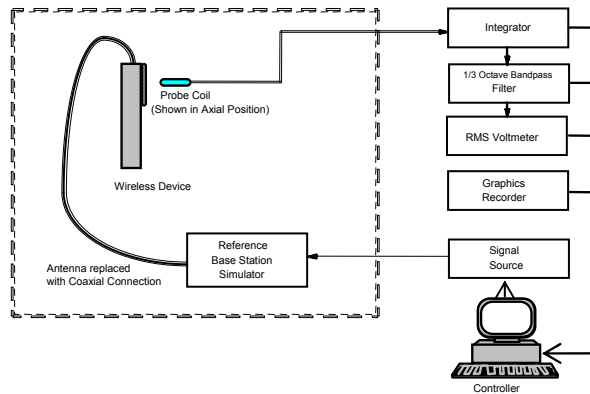 Integrator
1/3 Octave Bandpass
Filter
RMS Voltmeter
Graphics
Recorder
Signal
Source
Controller
Probe Coil
(Shown in Axial Position)
Wireless Device
Reference
Base Station
Simulator
Antenna replaced
with Coaxial Connection